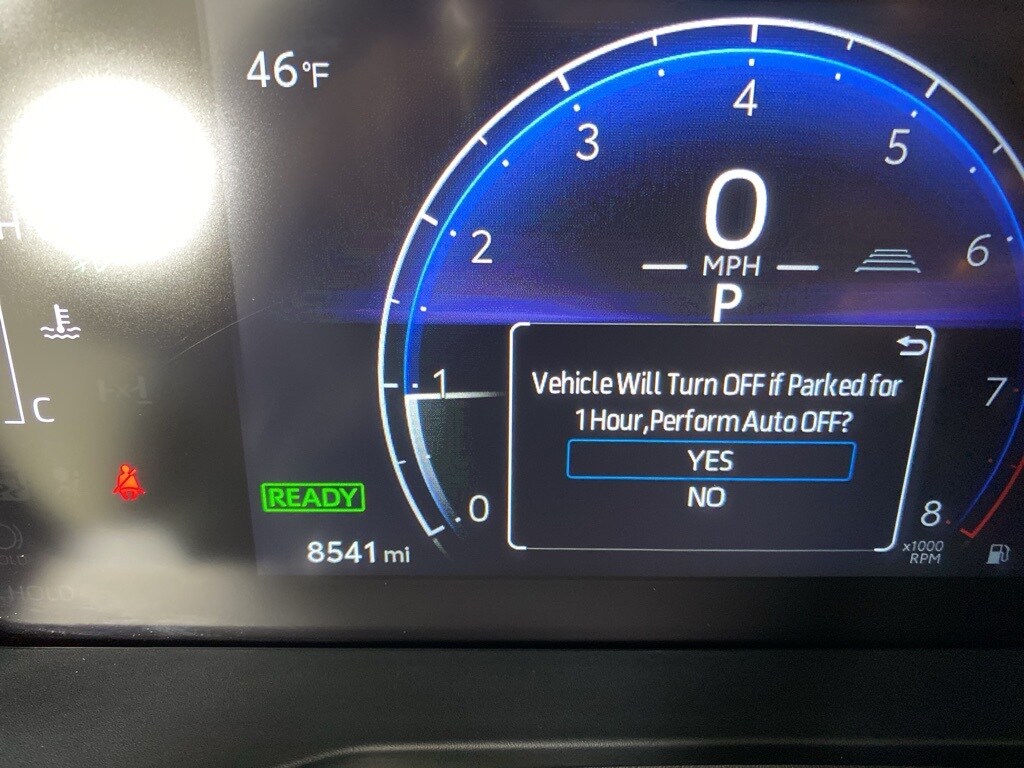 46°F
4
3
5
0
2
6
MPH
H
P
1
Vehicle Will Turn OFF if Parked for
7
1 Hour,Perform Auto OFF?
C
YES
READY
NO
0
8
8541 mi
x1000
RPM
HOLD